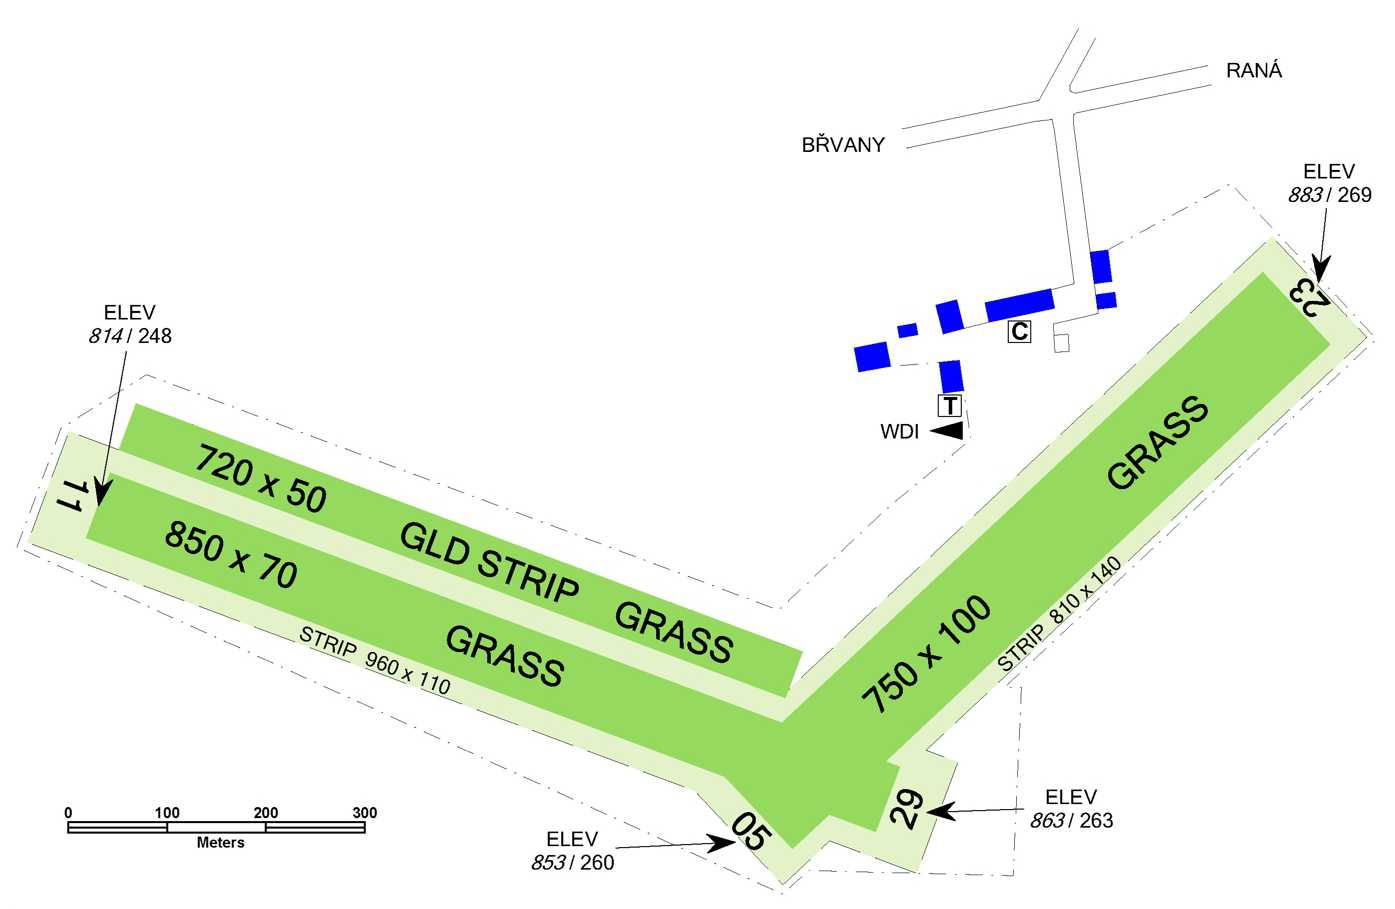 RANÁ
BŘVANY
ELEV
883 / 269
23
C
T
WDI
ELEV
814 / 248
11
720 x 50
GLD STRIP
GRASS
850 x 70
GRASS
STRIP 960 x 110
GRASS
750 x 100
STRIP 810 x 140
29
05
ELEV
863 / 263
ELEV
853 / 260
0 100 200 300
Meters